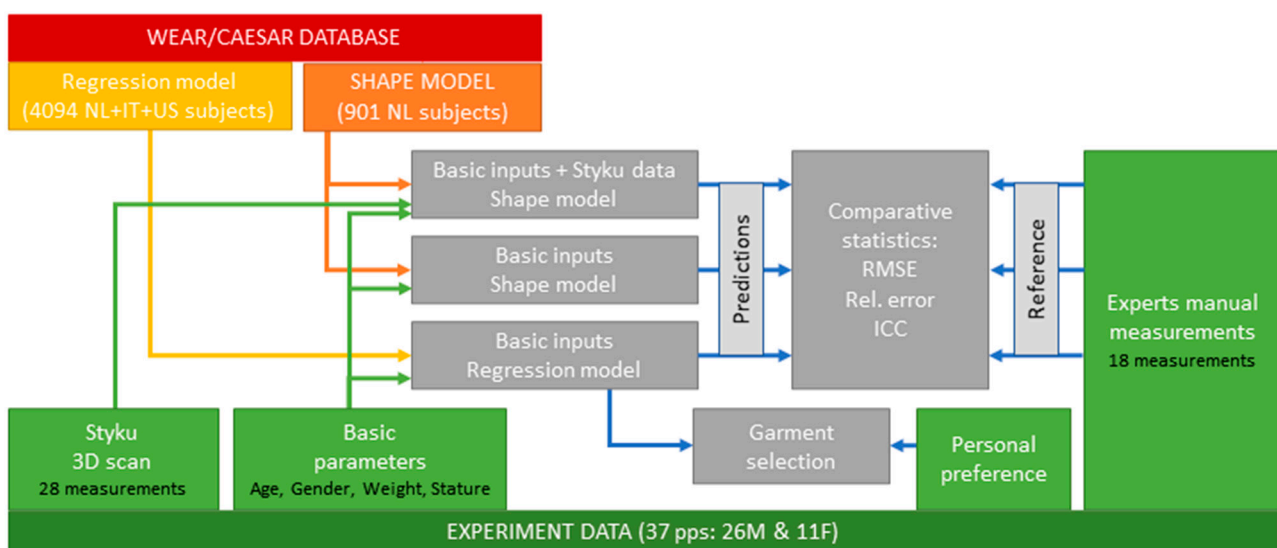 WEAR/CAESAR DATABASE
Regression model
(4094 NL+IT+US subjects)
SHAPE MODEL
(901 NL subjects)
Basic inputs + Styku data
Shape model
Basic inputs
Shape model
Basic inputs
Regression model
Predictions
Comparative
statistics:
RMSE
Rel. error
ICC
Reference
Experts manual
measurements
18 measurements
Styku
3D scan
28 measurements
Basic
parameters
Age, Gender, Weight, Stature
Garment
selection
Personal
preference
EXPERIMENT DATA (37 pps: 26M & 11F)